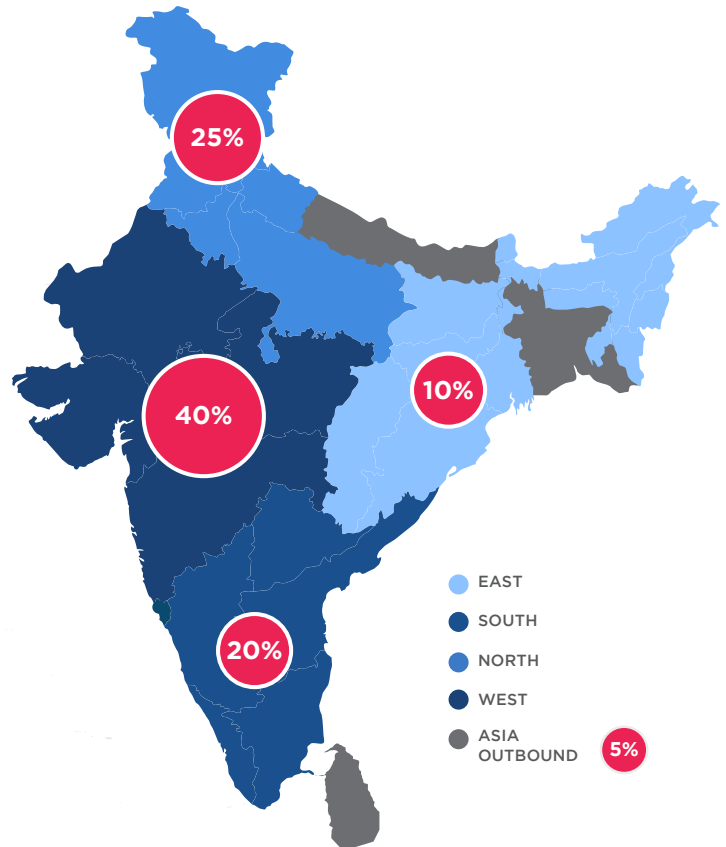 25%
10%
40%
20%
EAST
SOUTH
NORTH
WEST
ASIA
OUTBOUND
5%